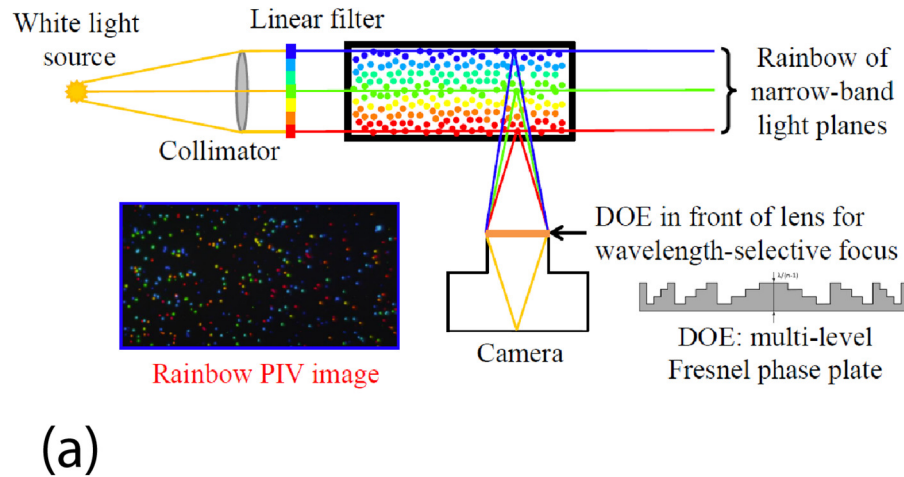 White light
source
Linear filter
Collimator
Rainbow of
narrow-band
light planes
DOE in front of lens for
wavelength-selective focus
λ/(n-1)
Camera
DOE: multi-level
Fresnel phase plate
Rainbow PIV image
(a)